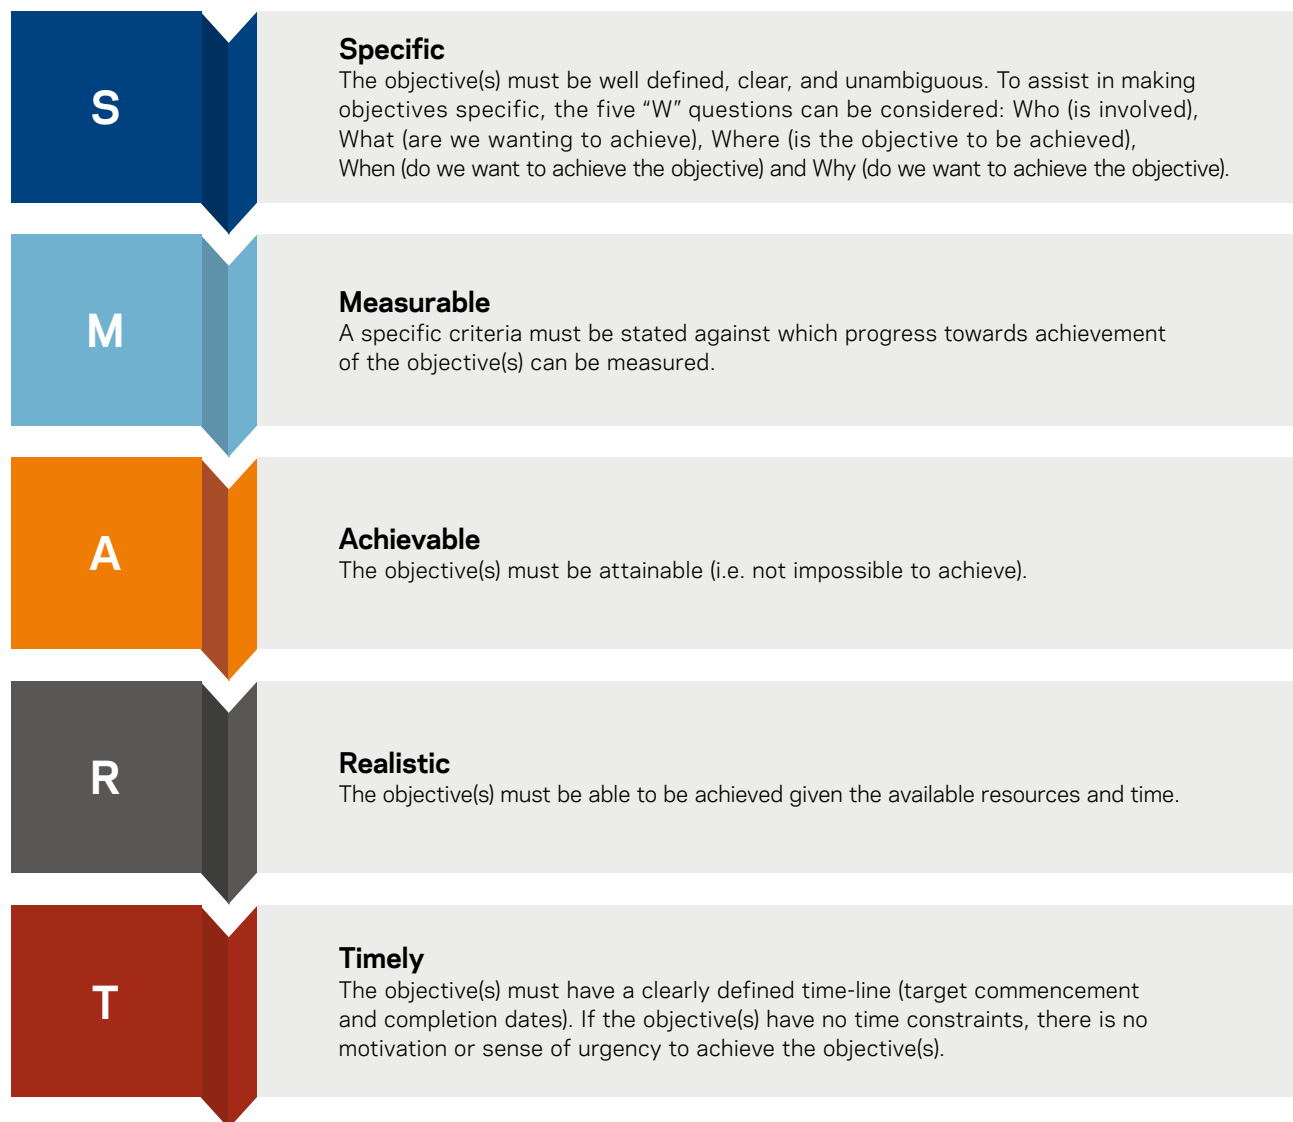 S
Specific
The objective(s) must be well defined, clear, and unambiguous. To assist in making
objectives specific, the five “W” questions can be considered: Who (is involved),
What (are we wanting to achieve), Where (is the objective to be achieved),
When (do we want to achieve the objective) and Why (do we want to achieve the objective).
M
Measurable
A specific criteria must be stated against which progress towards achievement
of the objective(s) can be measured.
A
Achievable
The objective(s) must be attainable (i.e. not impossible to achieve).
R
Realistic
The objective(s) must be able to be achieved given the available resources and time.
T
Timely
The objective(s) must have a clearly defined time-line (target commencement
and completion dates). If the objective(s) have no time constraints, there is no
motivation or sense of urgency to achieve the objective(s).